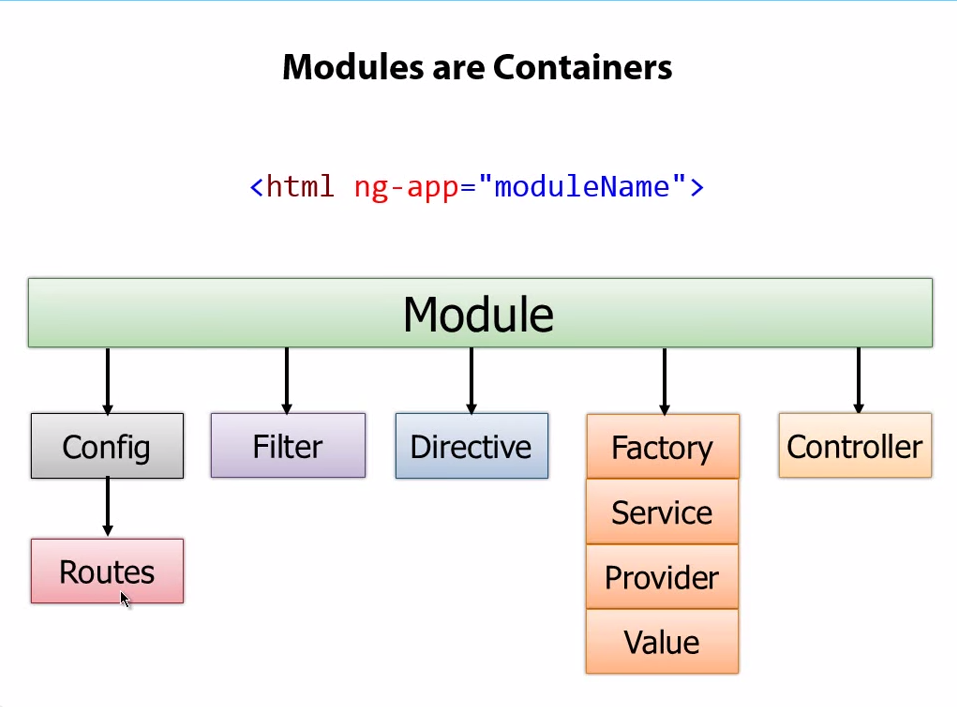 Modules are Containers
<html ng-app="moduleName">
Module
Config
Filter
Directive
Factory
Controller
Service
Routes
Provider
Value